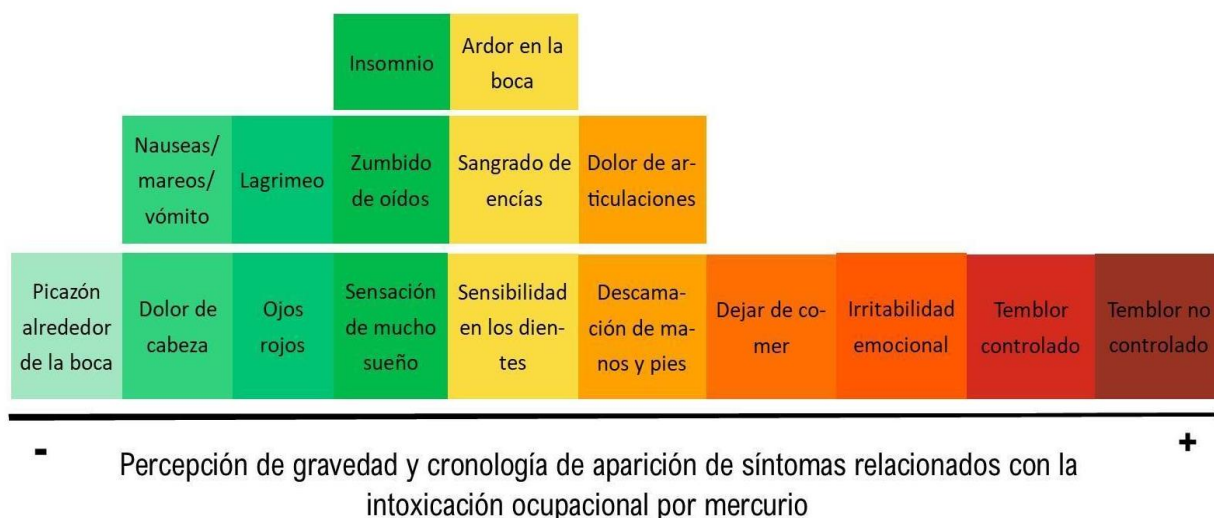 Insomnio
Ardor en la
boca
Nauseas/
mareos/
vómito
Lagrimeo
Zumbido
de oídos
Sangrado de
encías
Dolor de ar-
ticulaciones
Picazón
alrededor
de la boca
Dolor de
cabeza
Ojos
rojos
Sensación
de mucho
sueño
Sensibilidad
en los dien-
tes
Descama-
ción de ma-
nos y pies
Dejar de co-
mer
Irritabilidad
emocional
Temblor
controlado
Temblor no
controlado
-
+
Percepción de gravedad y cronología de aparición de síntomas relacionados con la
intoxicación ocupacional por mercurio